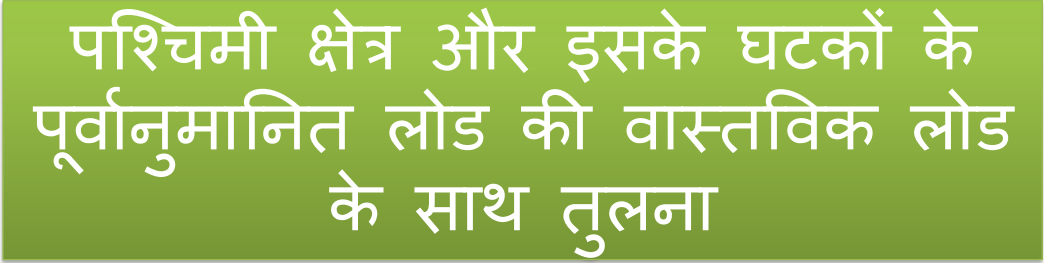 पश्चिमी क्षेत्र और इसके घटकों के
पूर्वानुमानित लोड की वास्तविक लोड
के साथ तुलना